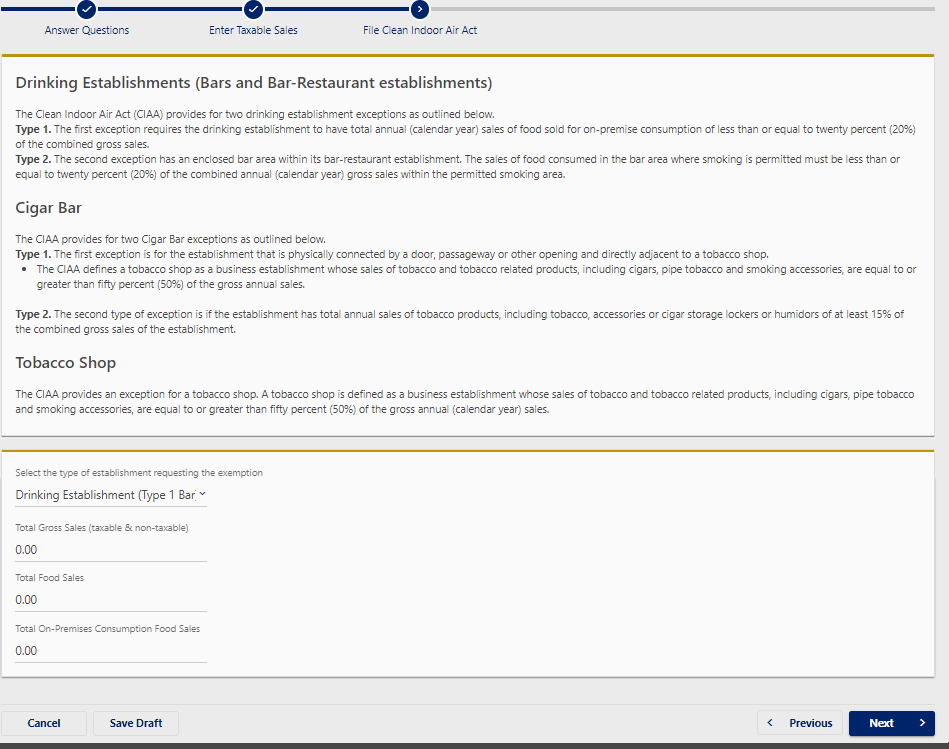 Answer Questions
Enter Taxable Sales
File Clean Indoor Air Act
Drinking Establishments (Bars and Bar-Restaurant establishments)
The Clean Indoor Air Act (CIAA) provides for two drinking establishment exceptions as outlined below.
Type 1. The first exception requires the drinking establishment to have total annual (calendar year) sales of food sold for on-premise consumption of less than or equal to twenty percent (20%)
of the combined gross sales.
Type 2. The second exception has an enclosed bar area within its bar-restaurant establishment. The sales of food consumed in the bar area where smoking is permitted must be less than or
equal to twenty percent (20%) of the combined annual (calendar year) gross sales within the permitted smoking area.
Cigar Bar
The CIAA provides for two Cigar Bar exceptions as outlined below.
Type 1. The first exception is for the establishment that is physically connected by a door, passageway or other opening and directly adjacent to a tobacco shop.
• The CIAA defines a tobacco shop as a business establishment whose sales of tobacco and tobacco related products, including cigars, pipe tobacco and smoking accessories, are equal to or
greater than fifty percent (50%) of the gross annual sales.
Type 2. The second type of exception is if the establishment has total annual sales of tobacco products, including tobacco, accessories or cigar storage lockers or humidors of at least 15% of
the combined gross sales of the establishment.
Tobacco Shop
The CIAA provides an exception for a tobacco shop. A tobacco shop is defined as a business establishment whose sales of tobacco and tobacco related products, including cigars, pipe tobacco
and smoking accessories, are equal to or greater than fifty percent (50%) of the gross annual (calendar year) sales.
Select the type of establishment requesting the exemption
Drinking Establishment (Type 1 Bar
Total Gross Sales (taxable & non-taxable)
0.00
Total Food Sales
0.00
Total On-Premises Consumption Food Sales
0.00
Cancel
Save Draft
Previous
Next